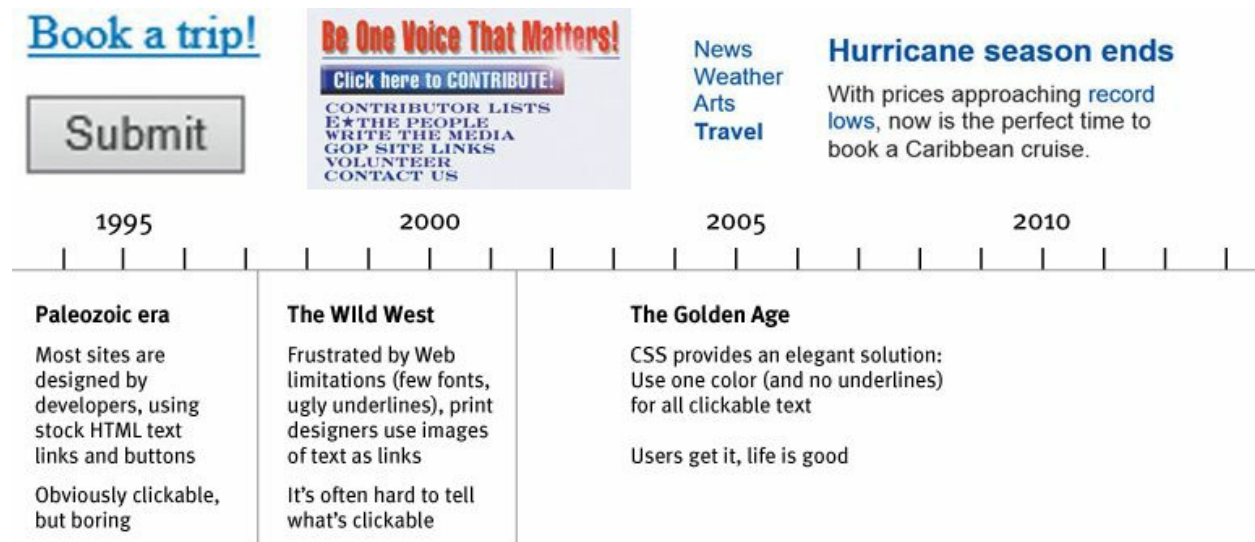 Book a trip!
Submit
Be One Voice That Matters!
Click here to CONTRIBUTE!
CONTRIBUTOR LISTS
E★THE PEOPLE
WRITE THE MEDIA
GOP SITE LINKS
VOLUNTEER
CONTACT US
News
Weather
Arts
Travel
Hurricane season ends
With prices approaching record
lows, now is the perfect time to
book a Caribbean cruise.
1995
2000
2005
2010
Paleozoic era
Most sites are
designed by
developers, using
stock HTML text
links and buttons
Obviously clickable,
but boring
The WIld West
Frustrated by Web
limitations (few fonts,
ugly underlines), print
designers use images
of text as links
It's often hard to tell
what's clickable
The Golden Age
CSS provides an elegant solution:
Use one color (and no underlines)
for all clickable text
Users get it, life is good